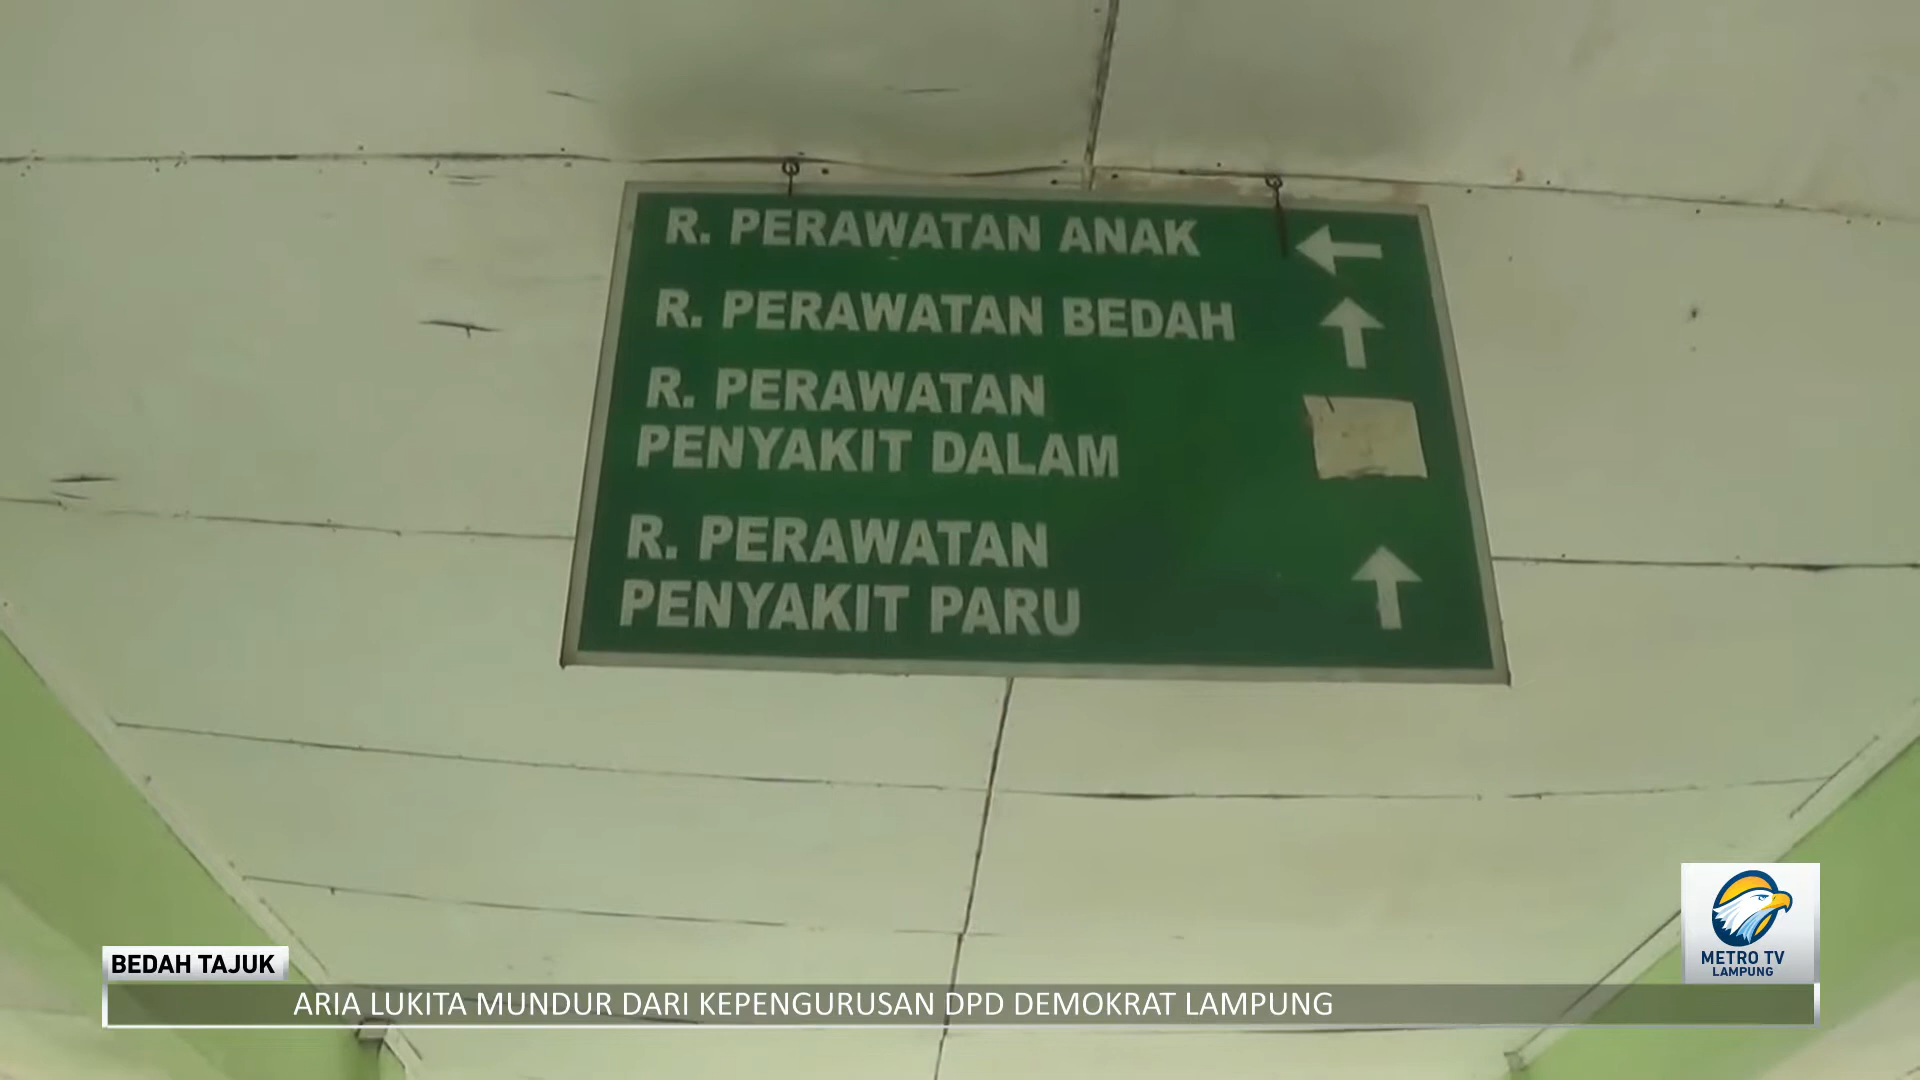 R. PERAWATAN ANAK
R. PERAWATAN BEDAH
R. PERAWATAN
PENYAKIT DALAM
R. PERAWATAN
PENYAKIT PARU
METRO TV
LAMPUNG
BEDAH TAJUK
ARIA LUKITA MUNDUR DARI KEPENGURUSAN DPD DEMOKRAT LAMPUNG